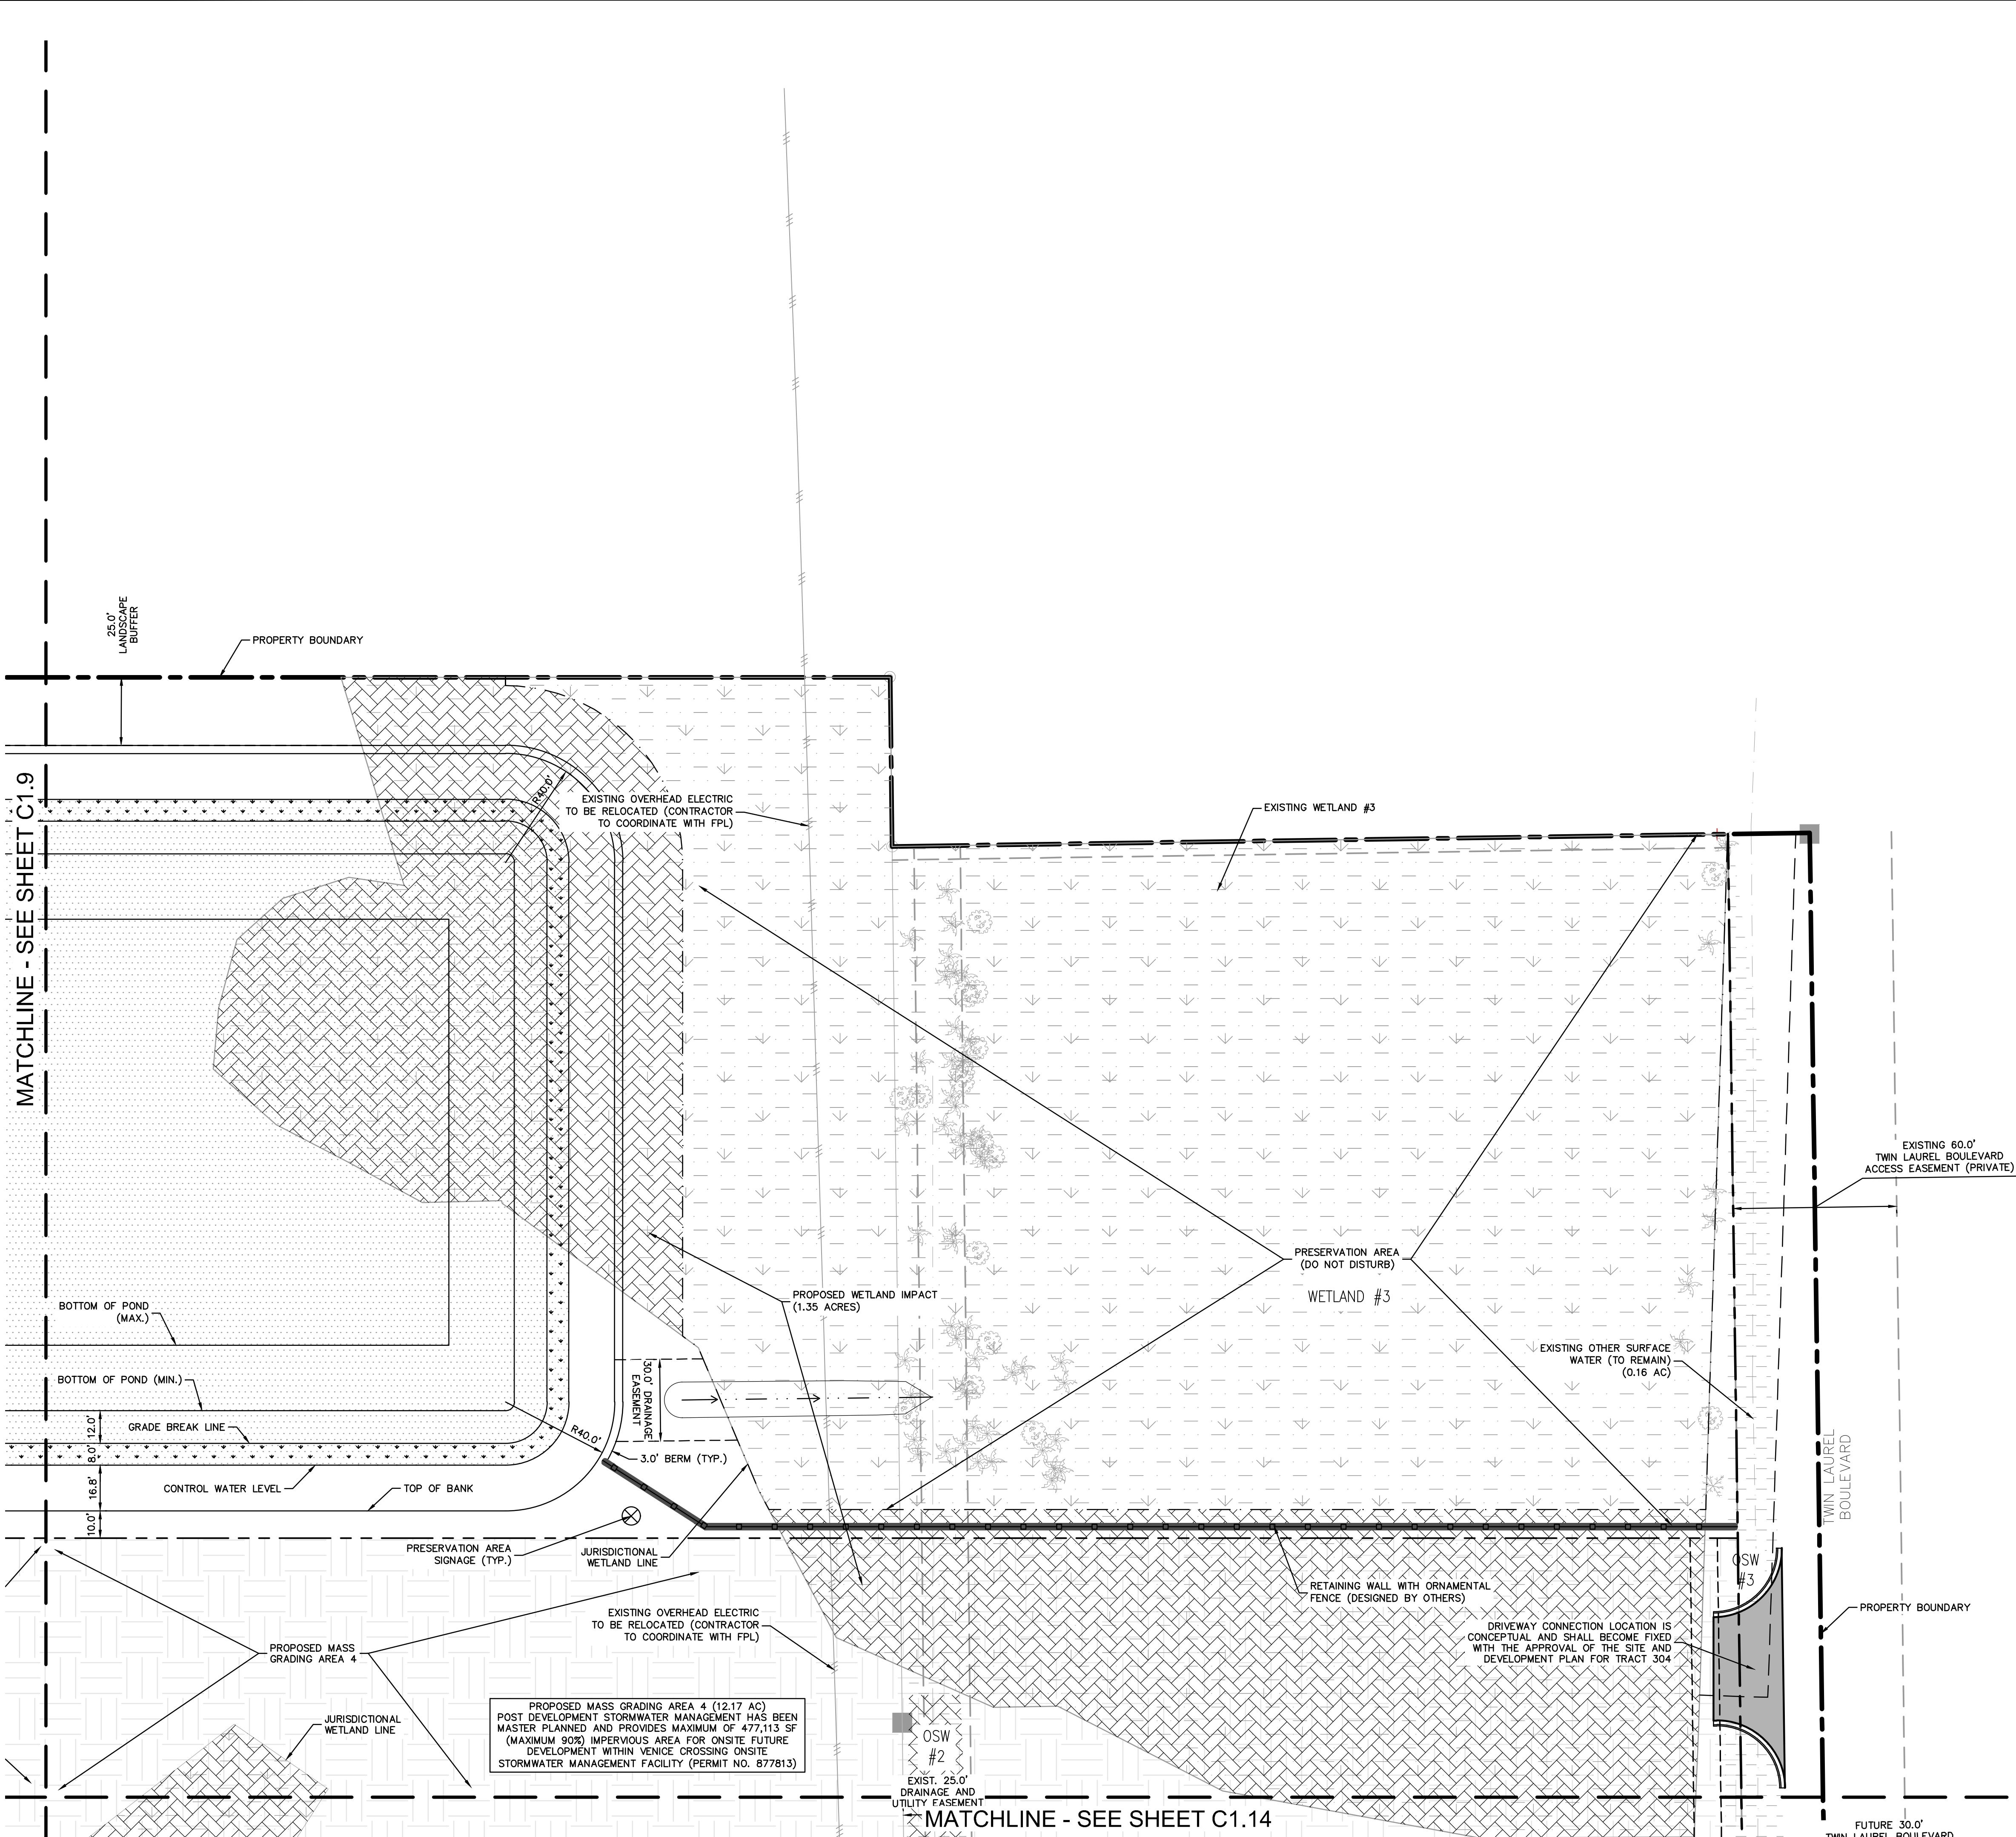 25.0'
LANDSCAPE
BUFFER
PROPERTY BOUNDARY
MATCHLINE - SEE SHEET C1.9
R40.0'
EXISTING OVERHEAD ELECTRIC
TO BE RELOCATED (CONTRACTOR
TO COORDINATE WITH FPL)
EXISTING WETLAND #3
EXISTING 60.0'
TWIN LAUREL BOULEVARD
ACCESS EASEMENT (PRIVATE)
PRESERVATION AREA
(DO NOT DISTURB)
WETLAND #3
PROPOSED WETLAND IMPACT
(1.35 ACRES)
BOTTOM OF POND
(MAX.)
EXISTING OTHER SURFACE
WATER (TO REMAIN)
(0.16 AC)
BOTTOM OF POND (MIN.)
30.0' DRAINAGE
EASEMENT
12.0'
GRADE BREAK LINE
8.0'
R40.0'
3.0' BERM (TYP.)
TWIN LAUREL
BOULEVARD
CONTROL WATER LEVEL
16.8'
TOP OF BANK
10.0'
PRESERVATION AREA
SIGNAGE (TYP.)
JURISDICTIONAL
WETLAND LINE
OSW
#3
RETAINING WALL WITH ORNAMENTAL
FENCE (DESIGNED BY OTHERS)
PROPERTY BOUNDARY
EXISTING OVERHEAD ELECTRIC
TO BE RELOCATED (CONTRACTOR
TO COORDINATE WITH FPL)
DRIVEWAY CONNECTION LOCATION IS
CONCEPTUAL AND SHALL BECOME FIXED
WITH THE APPROVAL OF THE SITE AND
DEVELOPMENT PLAN FOR TRACT 304
PROPOSED MASS
GRADING AREA 4
PROPOSED MASS GRADING AREA 4 (12.17 AC)
POST DEVELOPMENT STORMWATER MANAGEMENT HAS BEEN
MASTER PLANNED AND PROVIDES MAXIMUM OF 477,113 SF
(MAXIMUM 90%) IMPERVIOUS AREA FOR ONSITE FUTURE
DEVELOPMENT WITHIN VENICE CROSSING ONSITE
STORMWATER MANAGEMENT FACILITY (PERMIT NO. 877813)
JURISDICTIONAL
WETLAND LINE
OSW
#2
EXIST. 25.0'
DRAINAGE AND
UTILITY EASEMENT
MATCHLINE - SEE SHEET C1.14
FUTURE 30.0'
TWIN LAUREL BOULEVARD